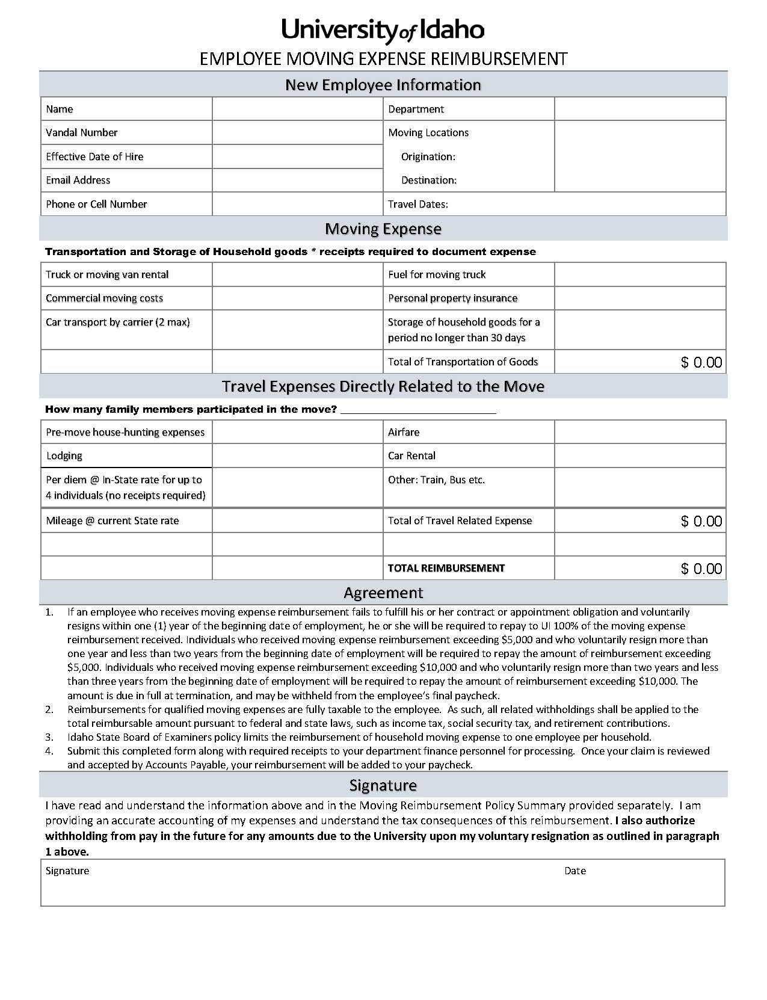 University of Idaho
EMPLOYEE MOVING EXPENSE REIMBURSEMENT
New Employee Information
Name Department
Vandal Number Moving Locations
Effective Date of Hire Origination:
Email Address Destination:
Phone or Cell Number Travel Dates:
Moving Expense
Transportation and Storage of Household goods * receipts required to document expense
Truck or moving van rental Fuel for moving truck
Commercial moving costs Personal property insurance
Car transport by carrier (2 max) Storage of household goods for a
period no longer than 30 days
Total of Transportation of Goods $ 0.00
Travel Expenses Directly Related to the Move
How many family members participated in the move? ___________________________
Pre-move house-hunting expenses Airfare
Lodging Car Rental
Per diem @ In-State rate for up to Other: Train, Bus etc.
4 individuals (no receipts required)
Mileage @ current State rate Total of Travel Related Expense $ 0.00
TOTAL REIMBURSEMENT $ 0.00
Agreement
1. If an employee who receives moving expense reimbursement fails to fulfill his or her contract or appointment obligation and voluntarily
resigns within one (1) year of the beginning date of employment, he or she will be required to repay to UI 100% of the moving expense
reimbursement received. Individuals who received moving expense reimbursement exceeding $5,000 and who voluntarily resign more than
one year and less than two years from the beginning date of employment will be required to repay the amount of reimbursement exceeding
$5,000. Individuals who received moving expense reimbursement exceeding $10,000 and who voluntarily resign more than two years and less
than three years from the beginning date of employment will be required to repay the amount of reimbursement exceeding $10,000. The
amount is due in full at termination, and may be withheld from the employee's final paycheck.
2. Reimbursements for qualified moving expenses are fully taxable to the employee. As such, all related withholdings shall be applied to the
total reimbursable amount pursuant to federal and state laws, such as income tax, social security tax, and retirement contributions.
3. Idaho State Board of Examiners policy limits the reimbursement of household moving expense to one employee per household.
4. Submit this completed form along with required receipts to your department finance personnel for processing. Once your claim is reviewed
and accepted by Accounts Payable, your reimbursement will be added to your paycheck.
Signature
I have read and understand the information above and in the Moving Reimbursement Policy Summary provided separately. I am
providing an accurate accounting of my expenses and understand the tax consequences of this reimbursement. I also authorize
withholding from pay in the future for any amounts due to the University upon my voluntary resignation as outlined in paragraph
1 above.
Signature Date